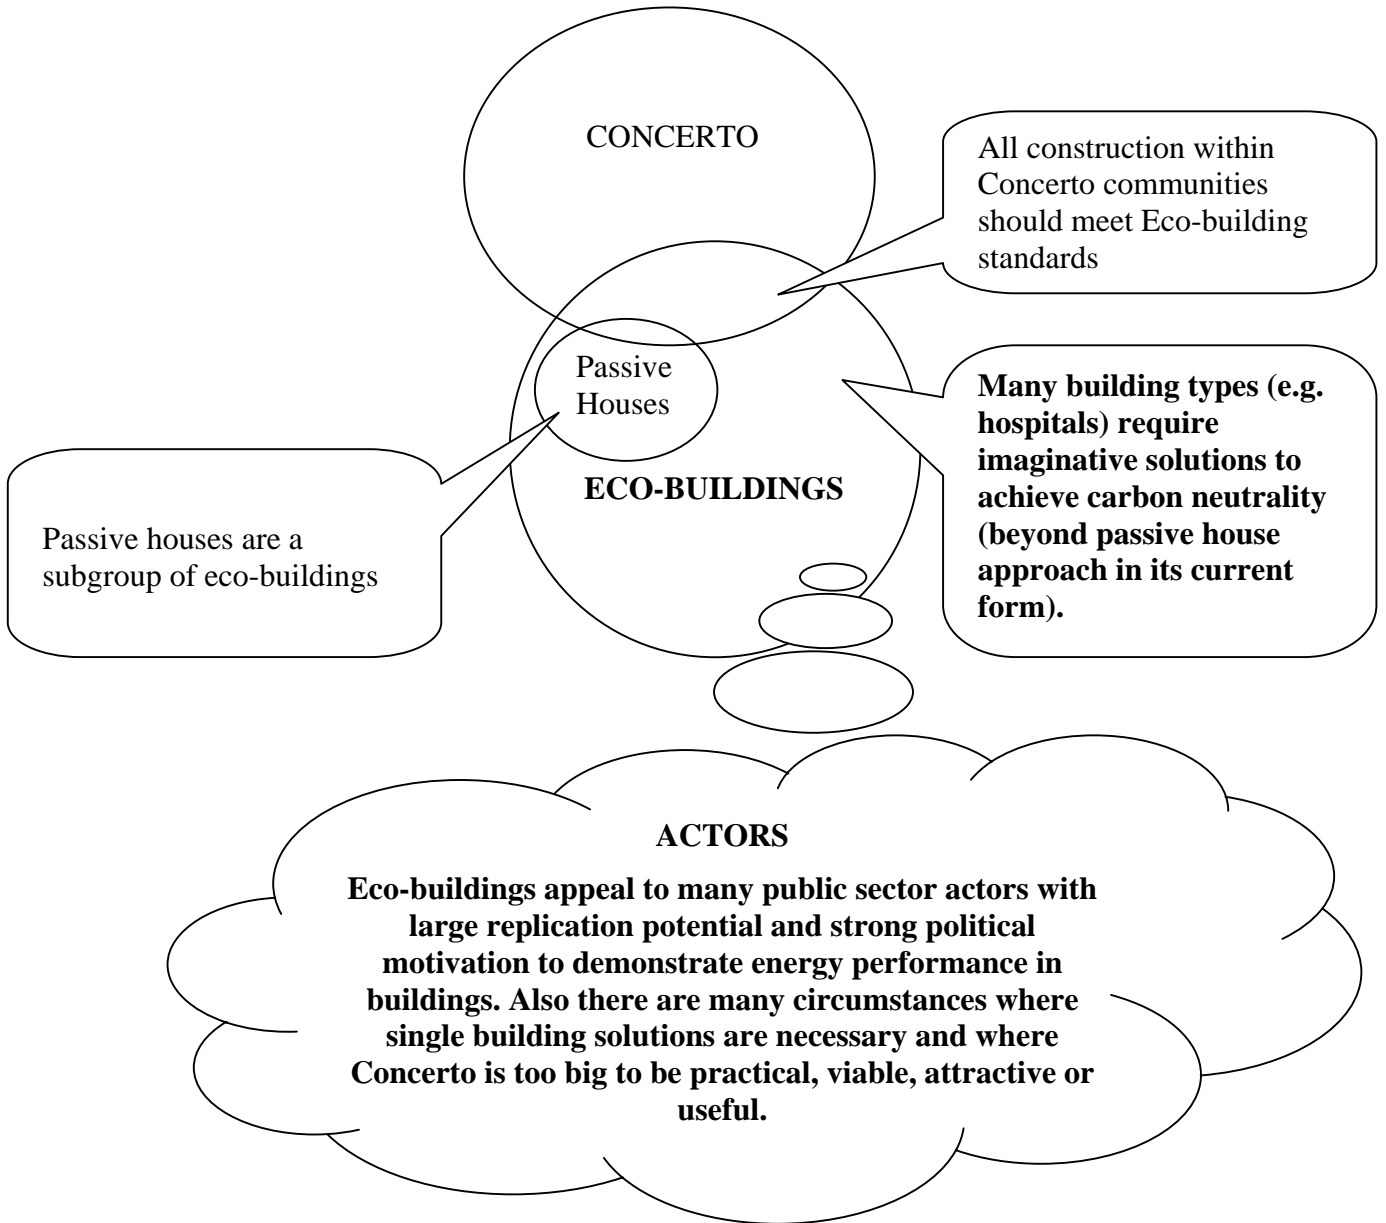 CONCERTO
All construction within
Concerto communities
should meet Eco-building
standards
Passive
Houses
Many building types (e.g.
hospitals) require
imaginative solutions to
achieve carbon neutrality
(beyond passive house
approach in its current
form).
ECO-BUILDINGS
Passive houses are a
subgroup of eco-buildings
ACTORS
Eco-buildings appeal to many public sector actors with
large replication potential and strong political
motivation to demonstrate energy performance in
buildings. Also there are many circumstances where
single building solutions are necessary and where
Concerto is too big to be practical, viable, attractive or
useful.